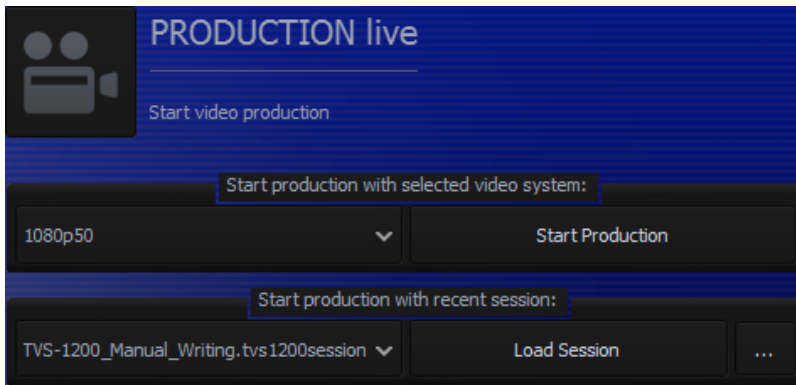 PRODUCTION live
Start video production
Start production with selected video system:
1080p50
Start Production
Start production with recent session:
TVS-1200_Manual_Writing.tvs1200session
Load Session
...